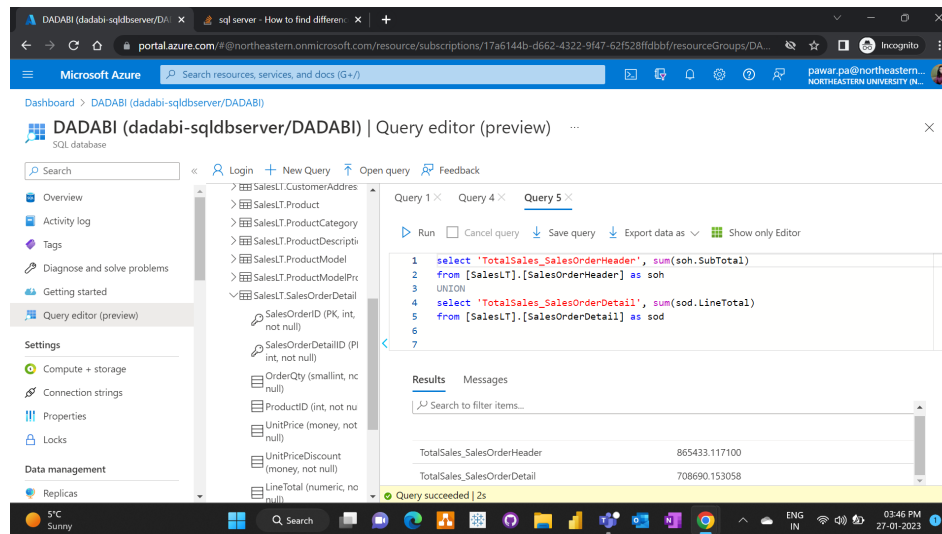 DADABI (dadabi-sqldbserver/DAI
sql server - How to find differenc
portal.azure.com/#@northeastern.onmicrosoft.com/resource/subscriptions/17a6144b-d662-4322-9f47-62f528ffdbbf/resourceGroups/DA...
Incognito
Microsoft Azure
Search resources, services, and docs (G+/)
pawar.pa@northeastern...
NORTHEASTERN UNIVERSITY (N...
Dashboard > DADABI (dadabi-sqldbserver/DADABI)
DADABI (dadabi-sqldbserver/DADABI) | Query editor (preview) ...
SQL database
Search
Login
New Query
Open query
Feedback
Overview
Activity log
Tags
Diagnose and solve problems
Getting started
Query editor (preview)
Settings
Compute + storage
Connection strings
Properties
Locks
Data management
Replicas
SalesLT.CustomerAddres
SalesLT.Product
SalesLT.ProductCategory
SalesLT.ProductDescripti
SalesLT.ProductModel
SalesLT.ProductModelPro
SalesLT.SalesOrderDetail
SalesOrderID (PK, int,
not null)
SalesOrderDetailID (PI
int, not null)
OrderQty (smallint, nc
null)
ProductID (int, not nu
UnitPrice (money, not
null)
UnitPriceDiscount
(money, not null)
LineTotal (numeric, no
null)
Query 1
Query 4
Query 5
Run
Cancel query
Save query
Export data as
Show only Editor
1 select 'TotalSales_SalesOrderHeader', sum(soh.SubTotal)
2 from [SalesLT].[SalesOrderHeader] as soh
3 UNION
4 select 'TotalSales_SalesOrderDetail', sum(sod.LineTotal)
5 from [SalesLT].[SalesOrderDetail] as sod
6
7
Results
Messages
Search to filter items...
TotalSales_SalesOrderHeader 865433.117100
TotalSales_SalesOrderDetail 708690.153058
Query succeeded | 2s
5°C
Sunny
Search
ENG
IN
03:46 PM
27-01-2023
1